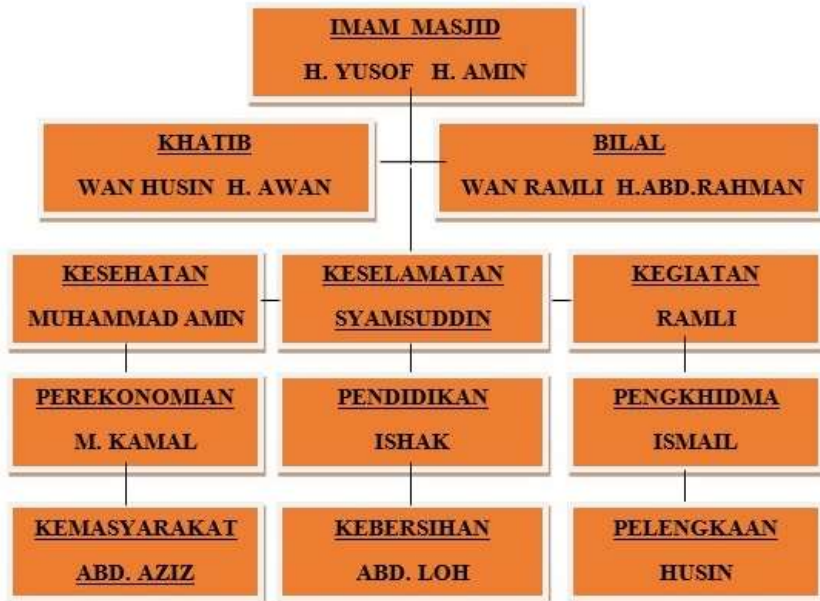 IMAM MASJID
H. YUSOF H. AMIN
KHATIB
WAN HUSIN H. AWAN
BILAL
WAN RAMLI H.ABD.RAHMAN
KESEHATAN
MUHAMMAD AMIN
KESELAMATAN
SYAMSUDDIN
KEGIATAN
RAMLI
PEREKONOMIAN
M. KAMAL
PENDIDIKAN
ISHAK
PENGKHIDMA
ISMAIL
KEMASYARAKAT
ABD. AZIZ
KEBERSIHAN
ABD. LOH
PELENGKAAN
HUSIN